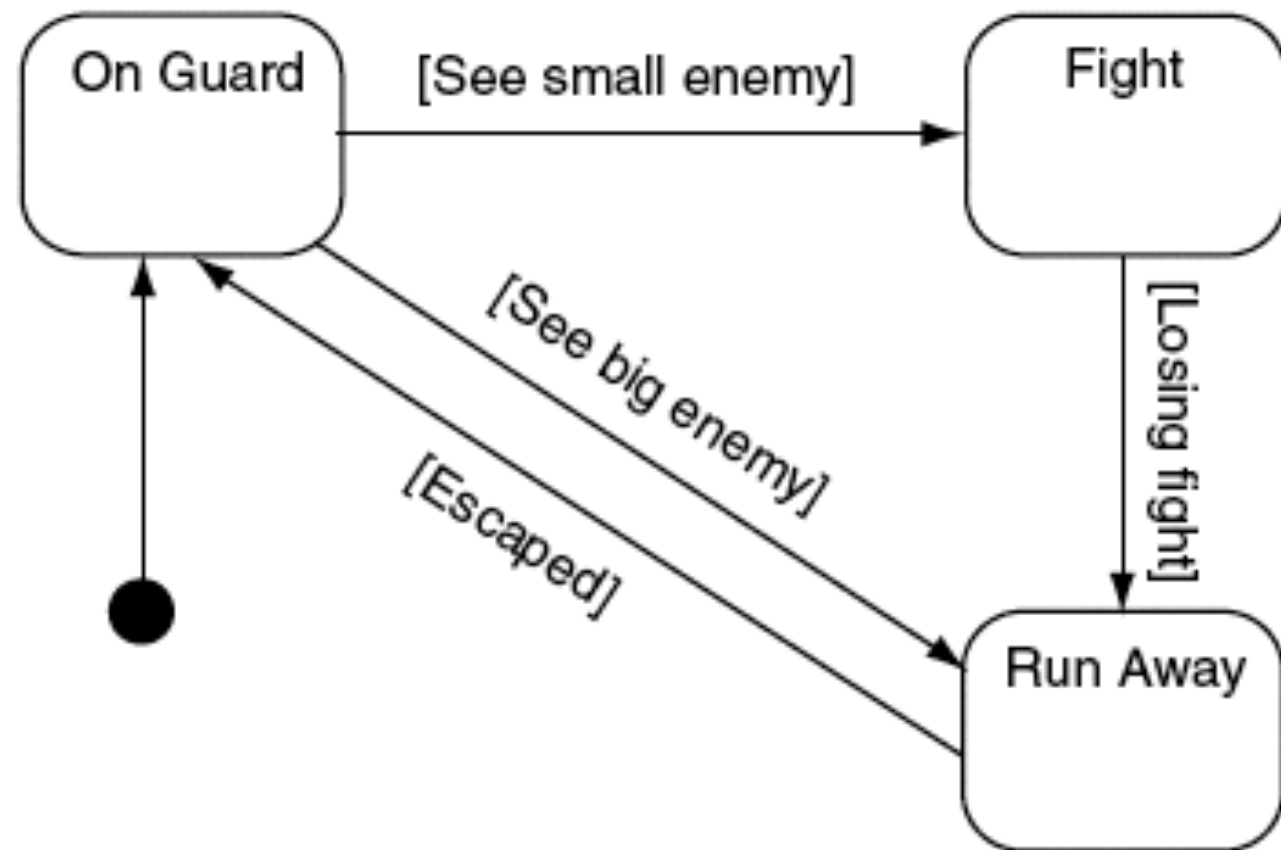 On Guard
[See small enemy]
Fight
[See big enemy]
[Losing fight]
[Escaped]
Run Away